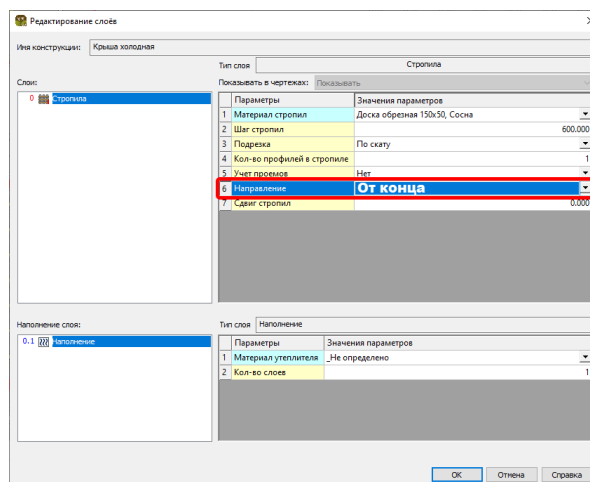 Редактирование слоёв
Имя конструкции: Крыша холодная
Тип слоя Стропила
Слои: Показывать в чертежах: Показывать
0 Стропила
Параметры Значения параметров
1 Материал стропил Доска обрезная 150x50, Сосна
2 Шаг стропил 600.000
3 Подрезка По скату
4 Кол-во профилей в стропиле 1
5 Учет проемов Нет
6 Направление От конца
7 Сдвиг стропил 0.000
Наполнение слоя: Тип слоя Наполнение
0.1 Наполнение
Параметры Значения параметров
1 Материал утеплителя _Не определено
2 Кол-во слоев 1
OK Отмена Справка